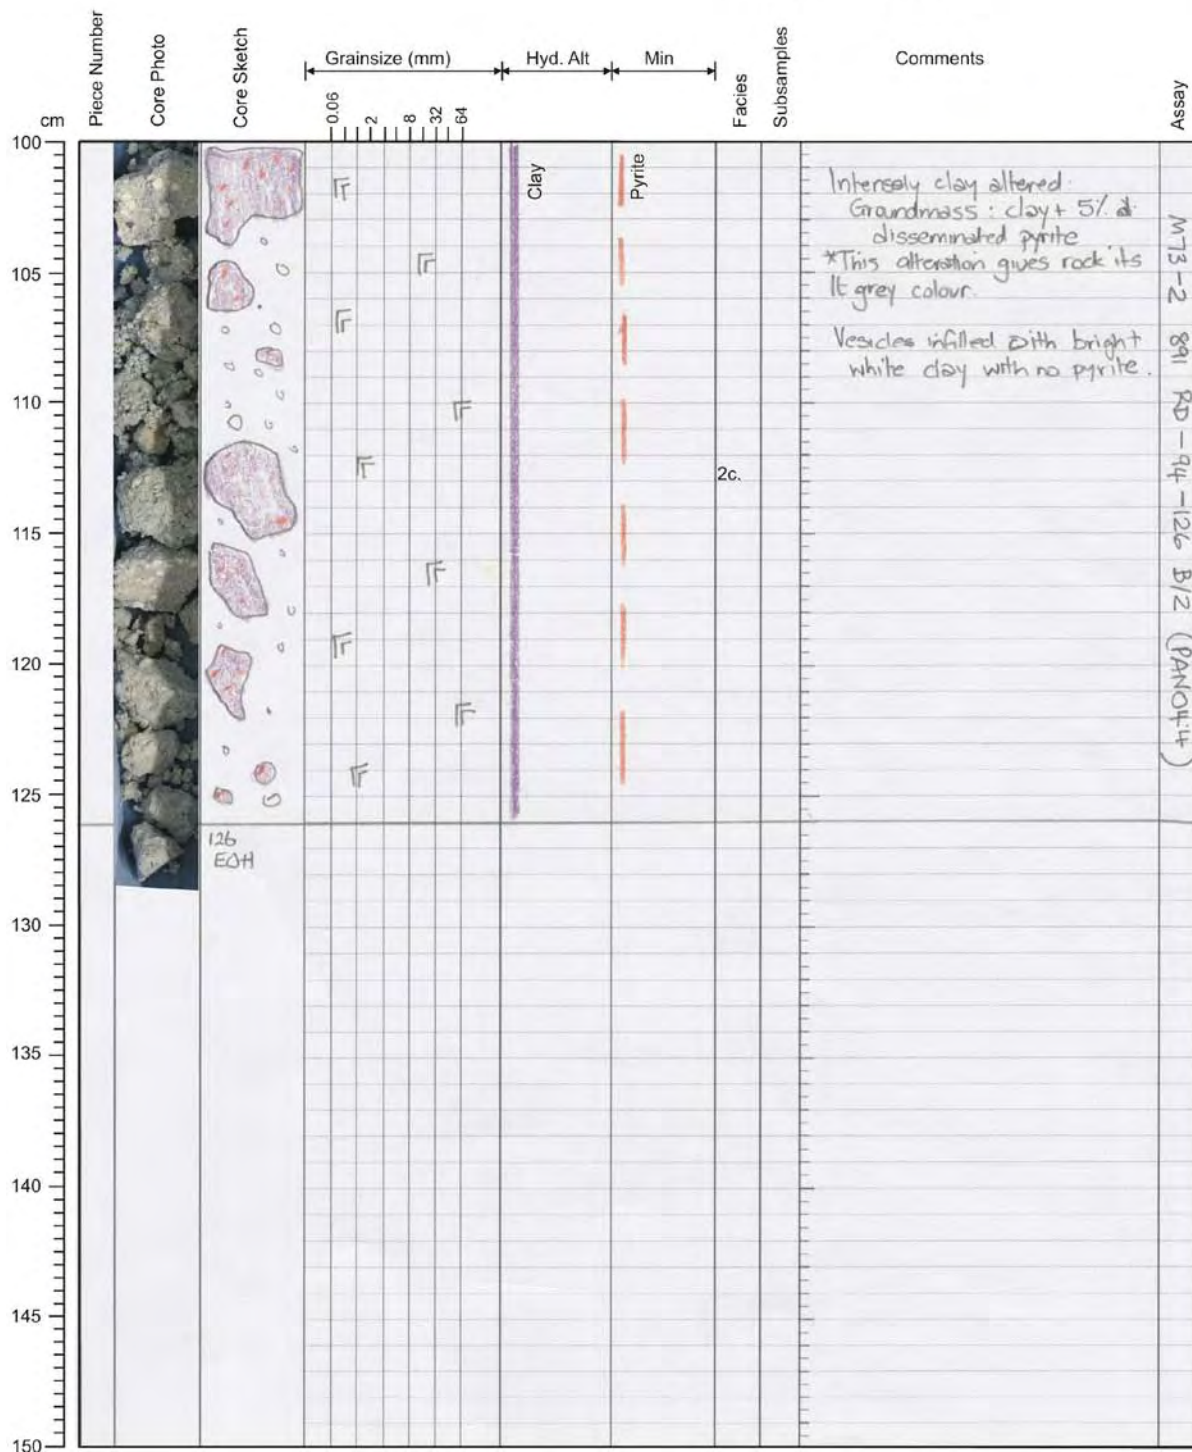 Piece Number
Core Photo
Core Sketch
Grainsize (mm)
Hyd. Alt
Min
Facies
Subsamples
Comments
Assay
cm
0.06
2
8
32
64
100
105
110
115
120
125
130
135
140
145
150
Clay
Pyrite
Intensely clay altered.
Groundmass : clay + 5% d
disseminated pyrite
*This alteration gives rock its
lt grey colour.
Vesicles infilled with bright
white clay with no pyrite.
2c.
126
EOH
M73-2 891 RD-94-126 B/2 (PAN044)